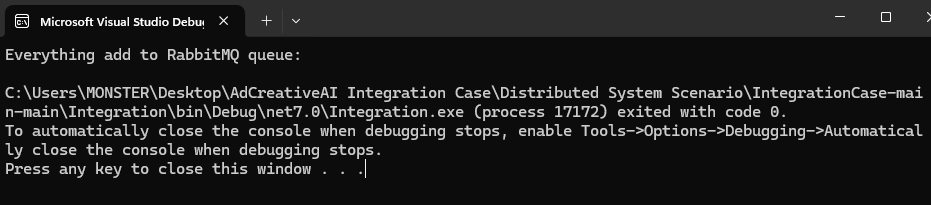 Microsoft Visual Studio Debu
Everything add to RabbitMQ queue:
C:\Users\MONSTER\Desktop\AdCreativeAI Integration Case\Distributed System Scenario\IntegrationCase-mai
n-main\Integration\bin\Debug\net7.0\Integration.exe (process 17172) exited with code 0.
To automatically close the console when debugging stops, enable Tools->Options->Debugging->Automatical
ly close the console when debugging stops.
Press any key to close this window . . .